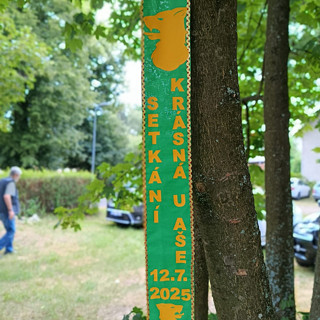 SETKÁNÍ
KRÁSNÁ U AŠE
12.7.
2025